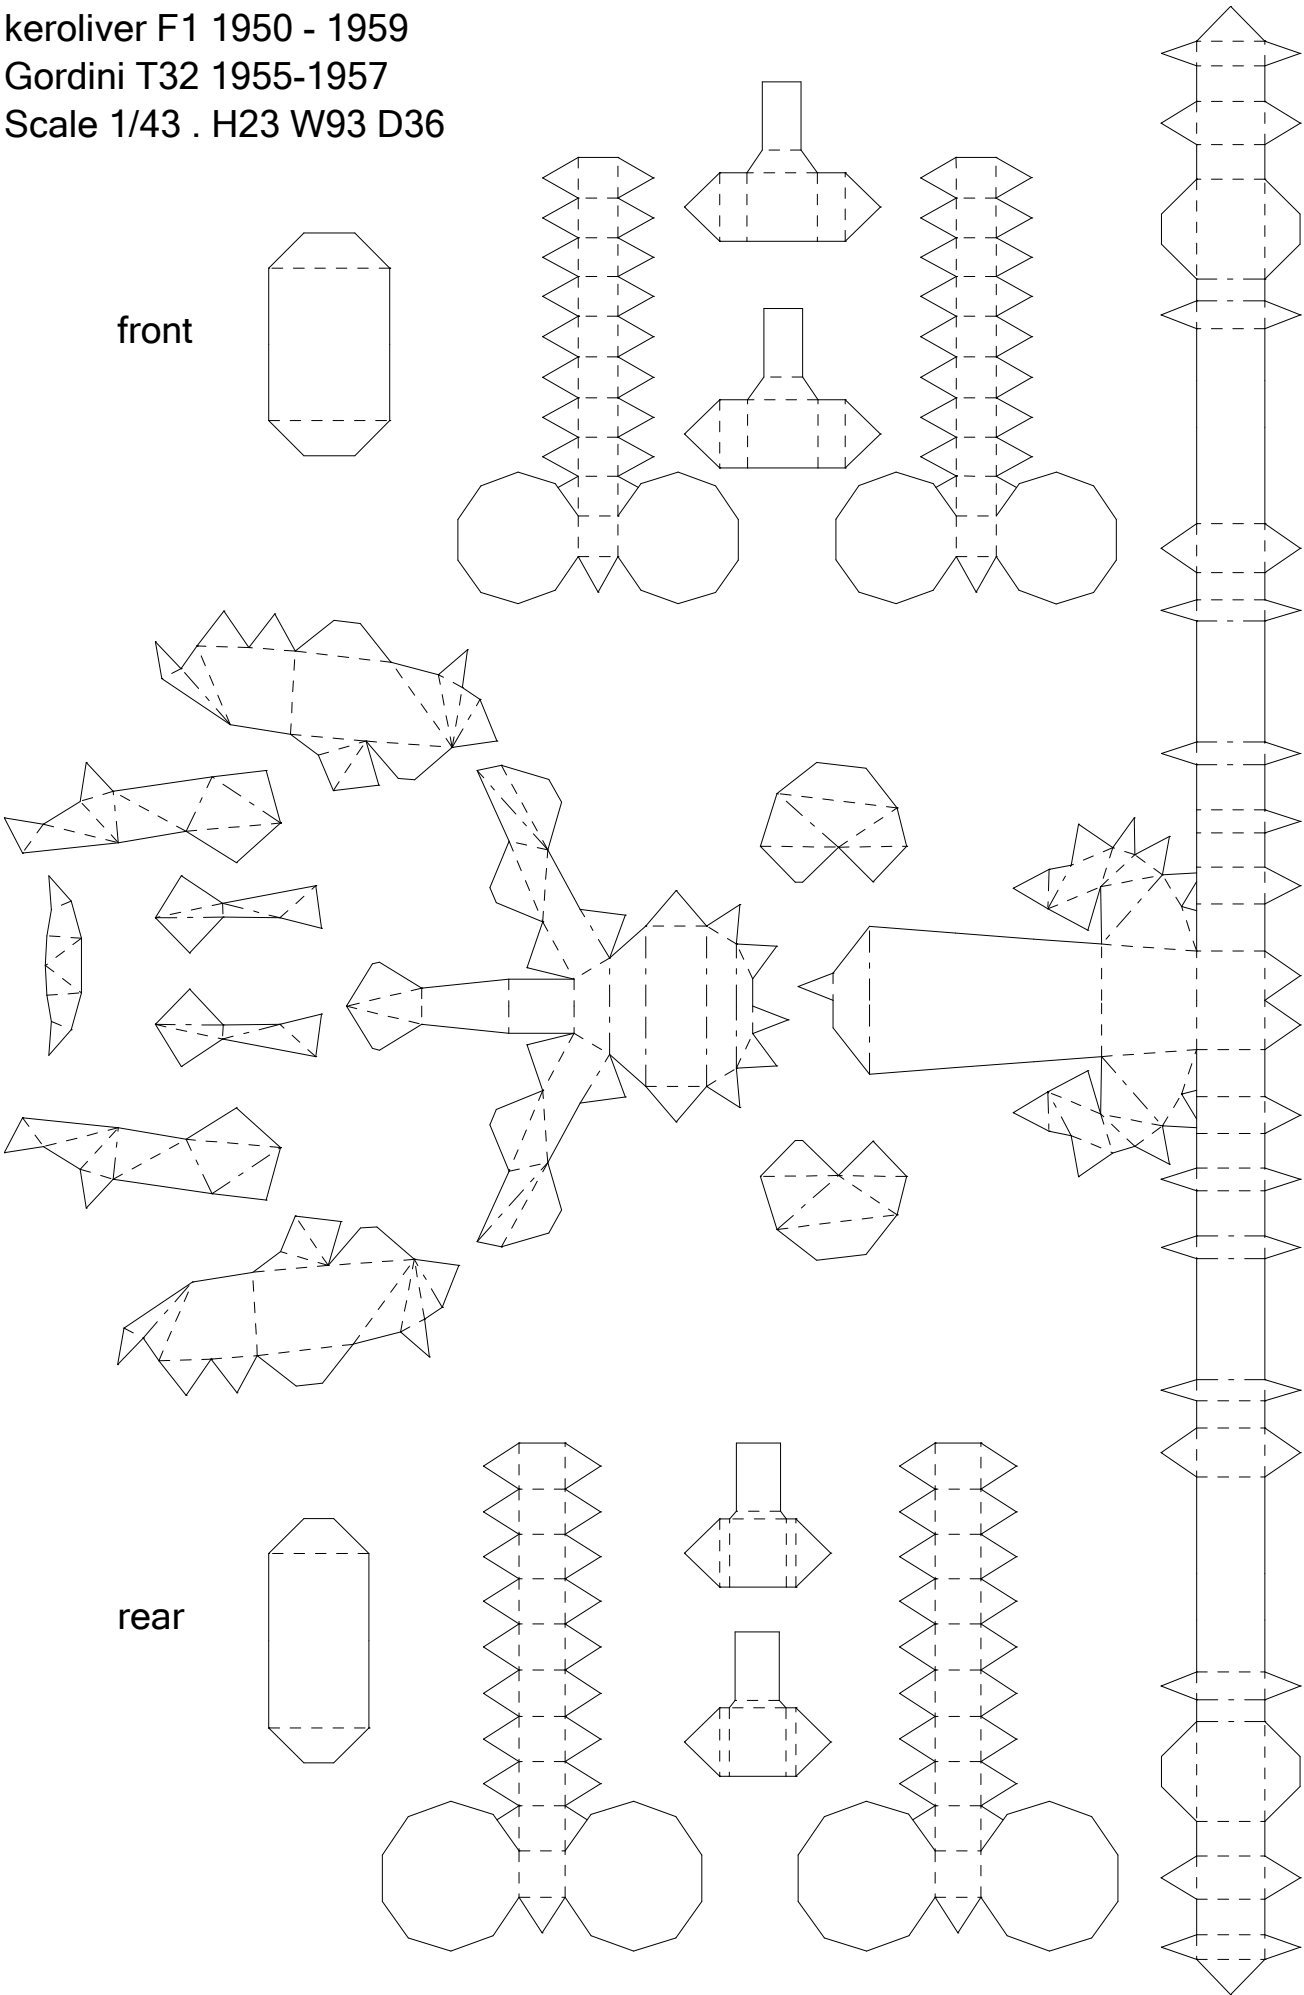 keroliver F1 1950 - 1959
Gordini T32 1955-1957
Scale 1/43 . H23 W93 D36
front
rear